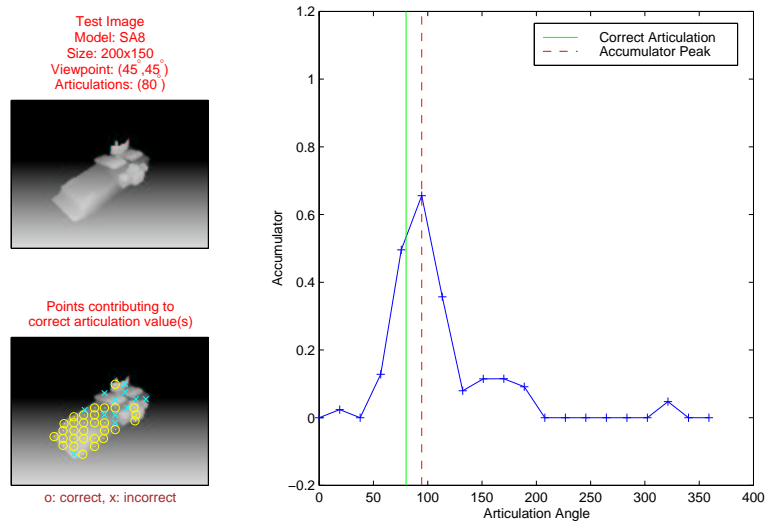 Test Image
Model: SA8
Size: 200x150
Viewpoint: (45°,45°)
Articulations: (80°)
Points contributing to
correct articulation value(s)
o: correct, x: incorrect
Correct Articulation
Accumulator Peak
Accumulator
1.2
1
0.8
0.6
0.4
0.2
0
−0.2
0 50 100 150 200 250 300 350 400
Articulation Angle